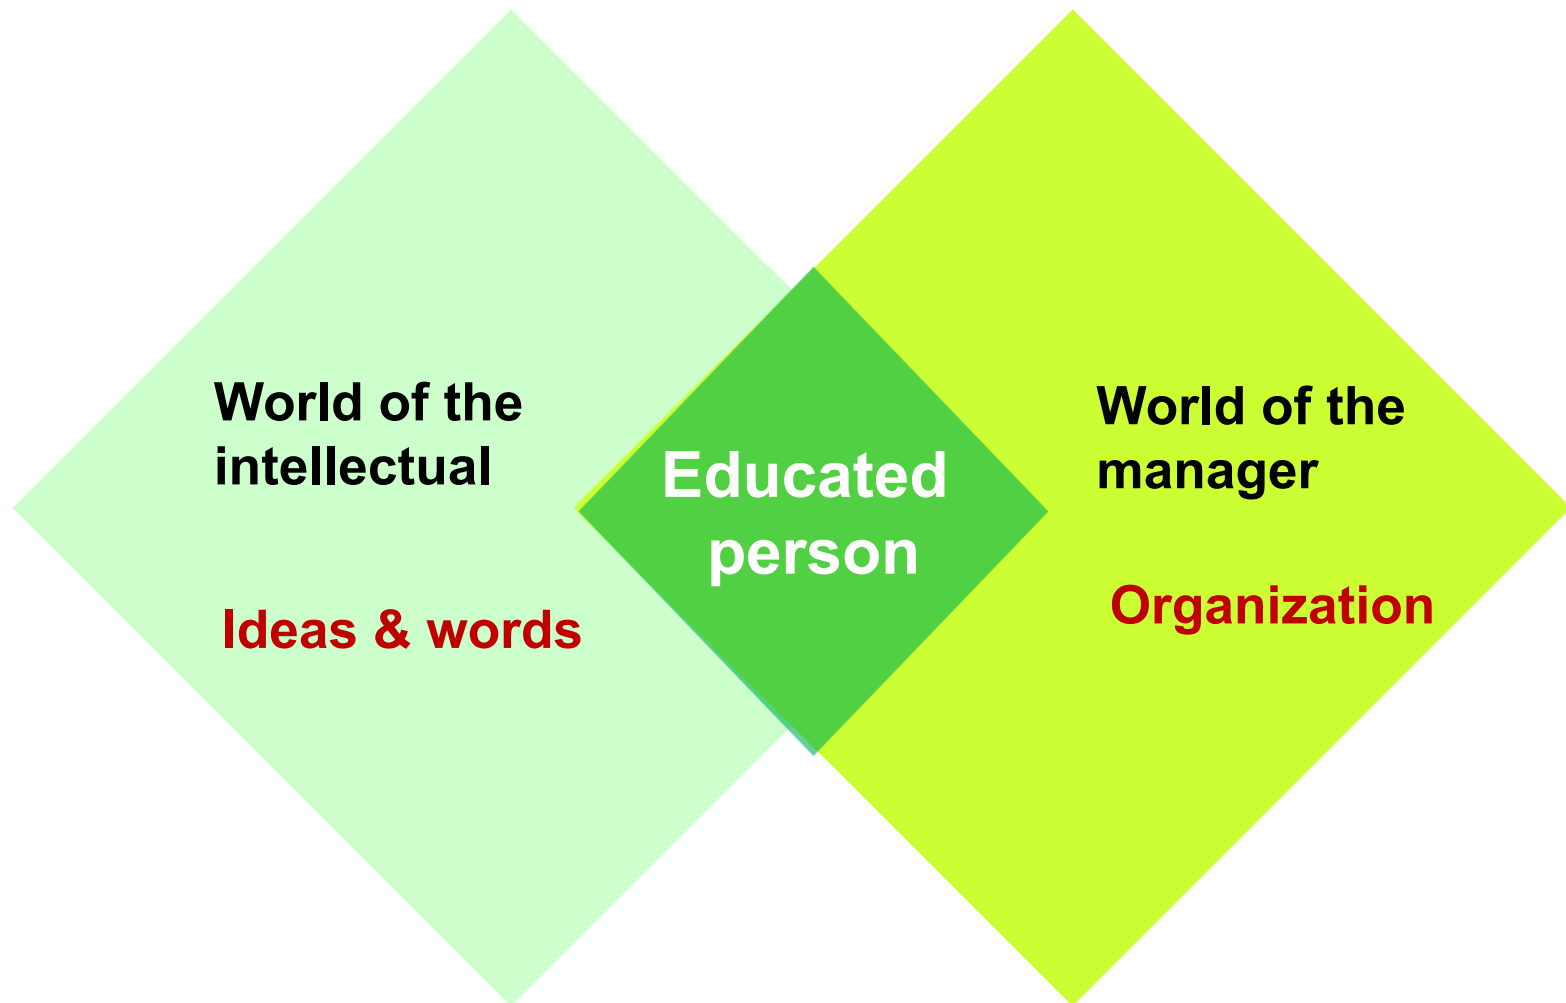 World of the
intellectual
Ideas & words
Educated
person
World of the
manager
Organization